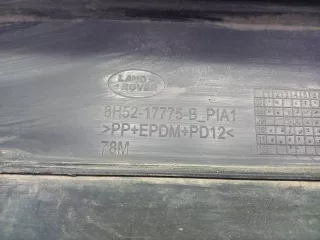 LAND
ROVER
8H52-17775-B_PIA1
>PP+EPDM+PD12<
78M